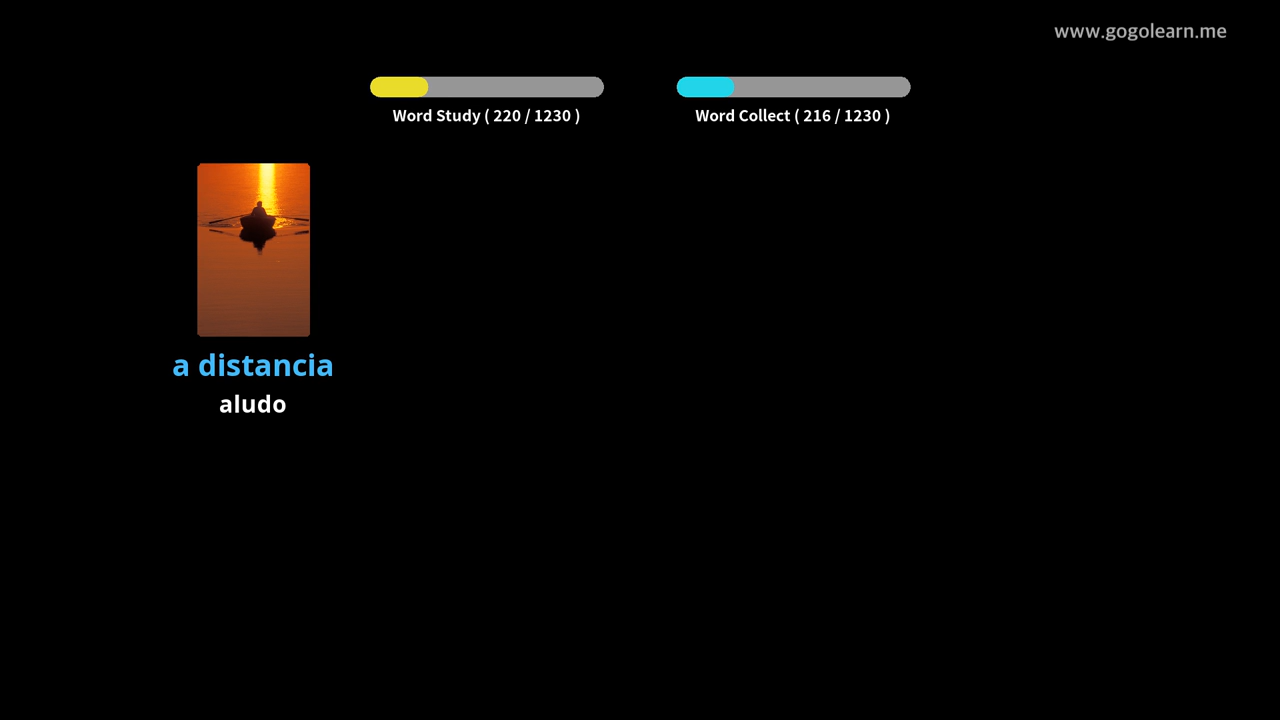 www.gogolearn.me
Word Study ( 220 / 1230 )
Word Collect ( 216 / 1230 )
a distancia
aludo